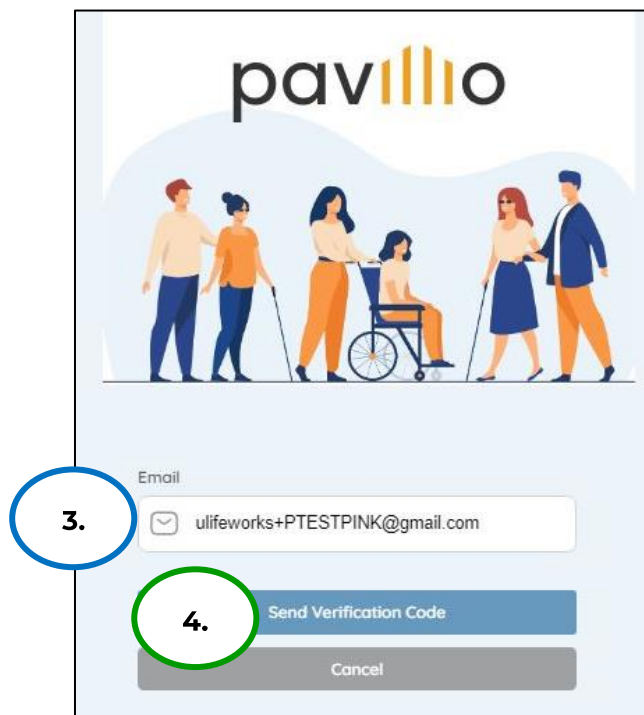 pavillio
Email
3.
ulifeworks+PTESTPINK@gmail.com
4.
Send Verification Code
Cancel